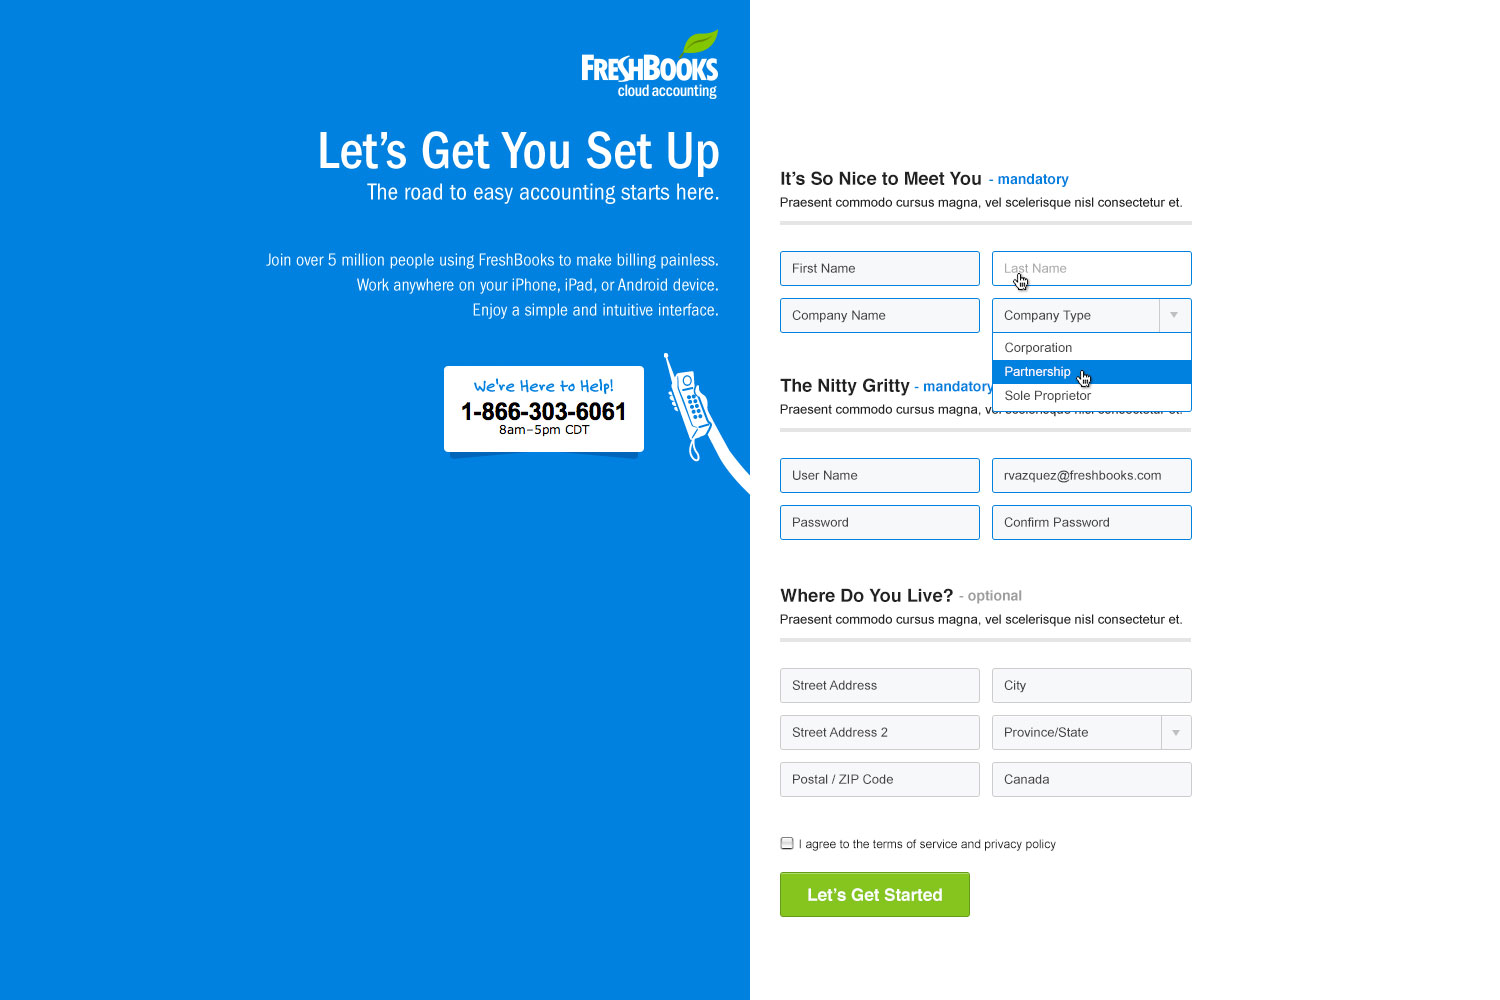 FRESHBOOKS
cloud accounting
Let's Get You Set Up
The road to easy accounting starts here.
Join over 5 million people using FreshBooks to make billing painless.
Work anywhere on your iPhone, iPad, or Android device.
Enjoy a simple and intuitive interface.
We're Here to Help!
1-866-303-6061
8am–5pm CDT
It's So Nice to Meet You - mandatory
Praesent commodo cursus magna, vel scelerisque nisl consectetur et.
First Name
Last Name
Company Name
Company Type
Corporation
Partnership
Sole Proprietor
The Nitty Gritty - mandatory
Praesent commodo cursus magna, vel scelerisque nisl consectetur et.
User Name
rvazquez@freshbooks.com
Password
Confirm Password
Where Do You Live? - optional
Praesent commodo cursus magna, vel scelerisque nisl consectetur et.
Street Address
City
Street Address 2
Province/State
Postal / ZIP Code
Canada
I agree to the terms of service and privacy policy
Let's Get Started